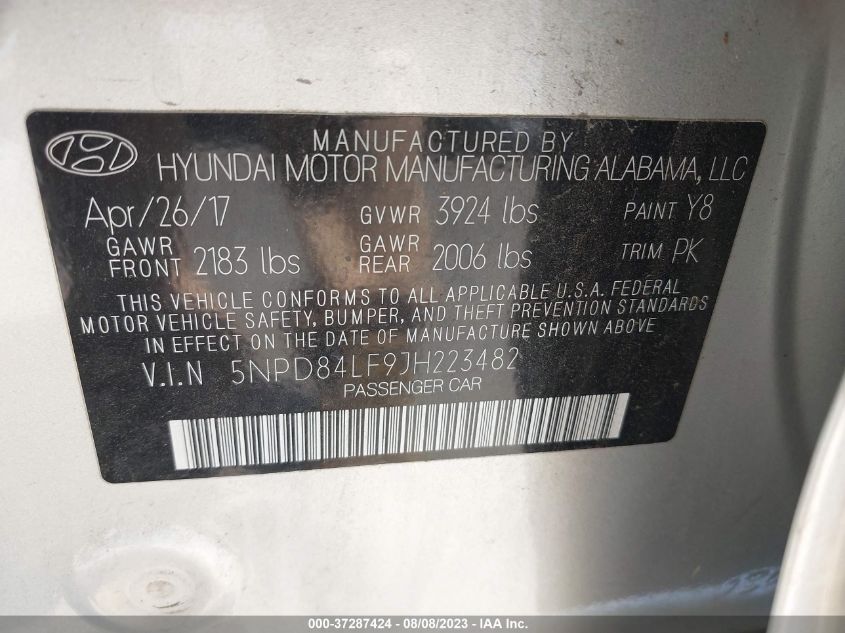 MANUFACTURED BY
HYUNDAI MOTOR MANUFACTURING ALABAMA, LLC
Apr/26/17 GVWR 3924 lbs PAINT Y8
GAWR FRONT 2183 lbs GAWR REAR 2006 lbs TRIM PK
THIS VEHICLE CONFORMS TO ALL APPLICABLE U.S.A. FEDERAL
MOTOR VEHICLE SAFETY, BUMPER, AND THEFT PREVENTION STANDARDS
IN EFFECT ON THE DATE OF MANUFACTURE SHOWN ABOVE
V.I.N 5NPD84LF9JH223482
PASSENGER CAR
000-37287424 - 08/08/2023 - IAA Inc.